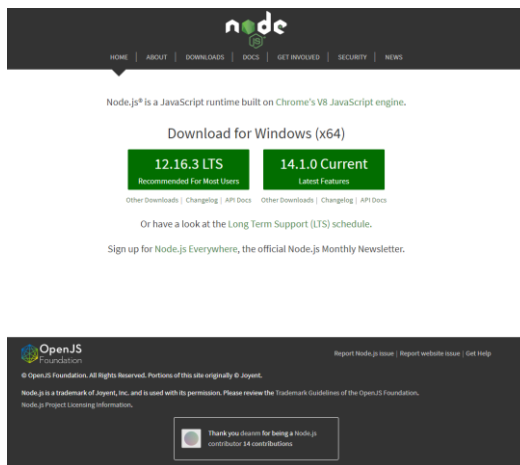 node
JS
HOME | ABOUT | DOWNLOADS | DOCS | GET INVOLVED | SECURITY | NEWS
Node.js® is a JavaScript runtime built on Chrome's V8 JavaScript engine.
Download for Windows (x64)
12.16.3 LTS
Recommended For Most Users
14.1.0 Current
Latest Features
Other Downloads | Changelog | API Docs
Other Downloads | Changelog | API Docs
Or have a look at the Long Term Support (LTS) schedule.
Sign up for Node.js Everywhere, the official Node.js Monthly Newsletter.
OpenJS
Foundation
Report Node.js issue | Report website issue | Get Help
© OpenJS Foundation. All Rights Reserved. Portions of this site originally © Joyent.
Node.js is a trademark of Joyent, Inc. and is used with its permission. Please review the Trademark Guidelines of the OpenJS Foundation.
Node.js Project Licensing Information.
Thank you deanm for being a Node.js
contributor 14 contributions